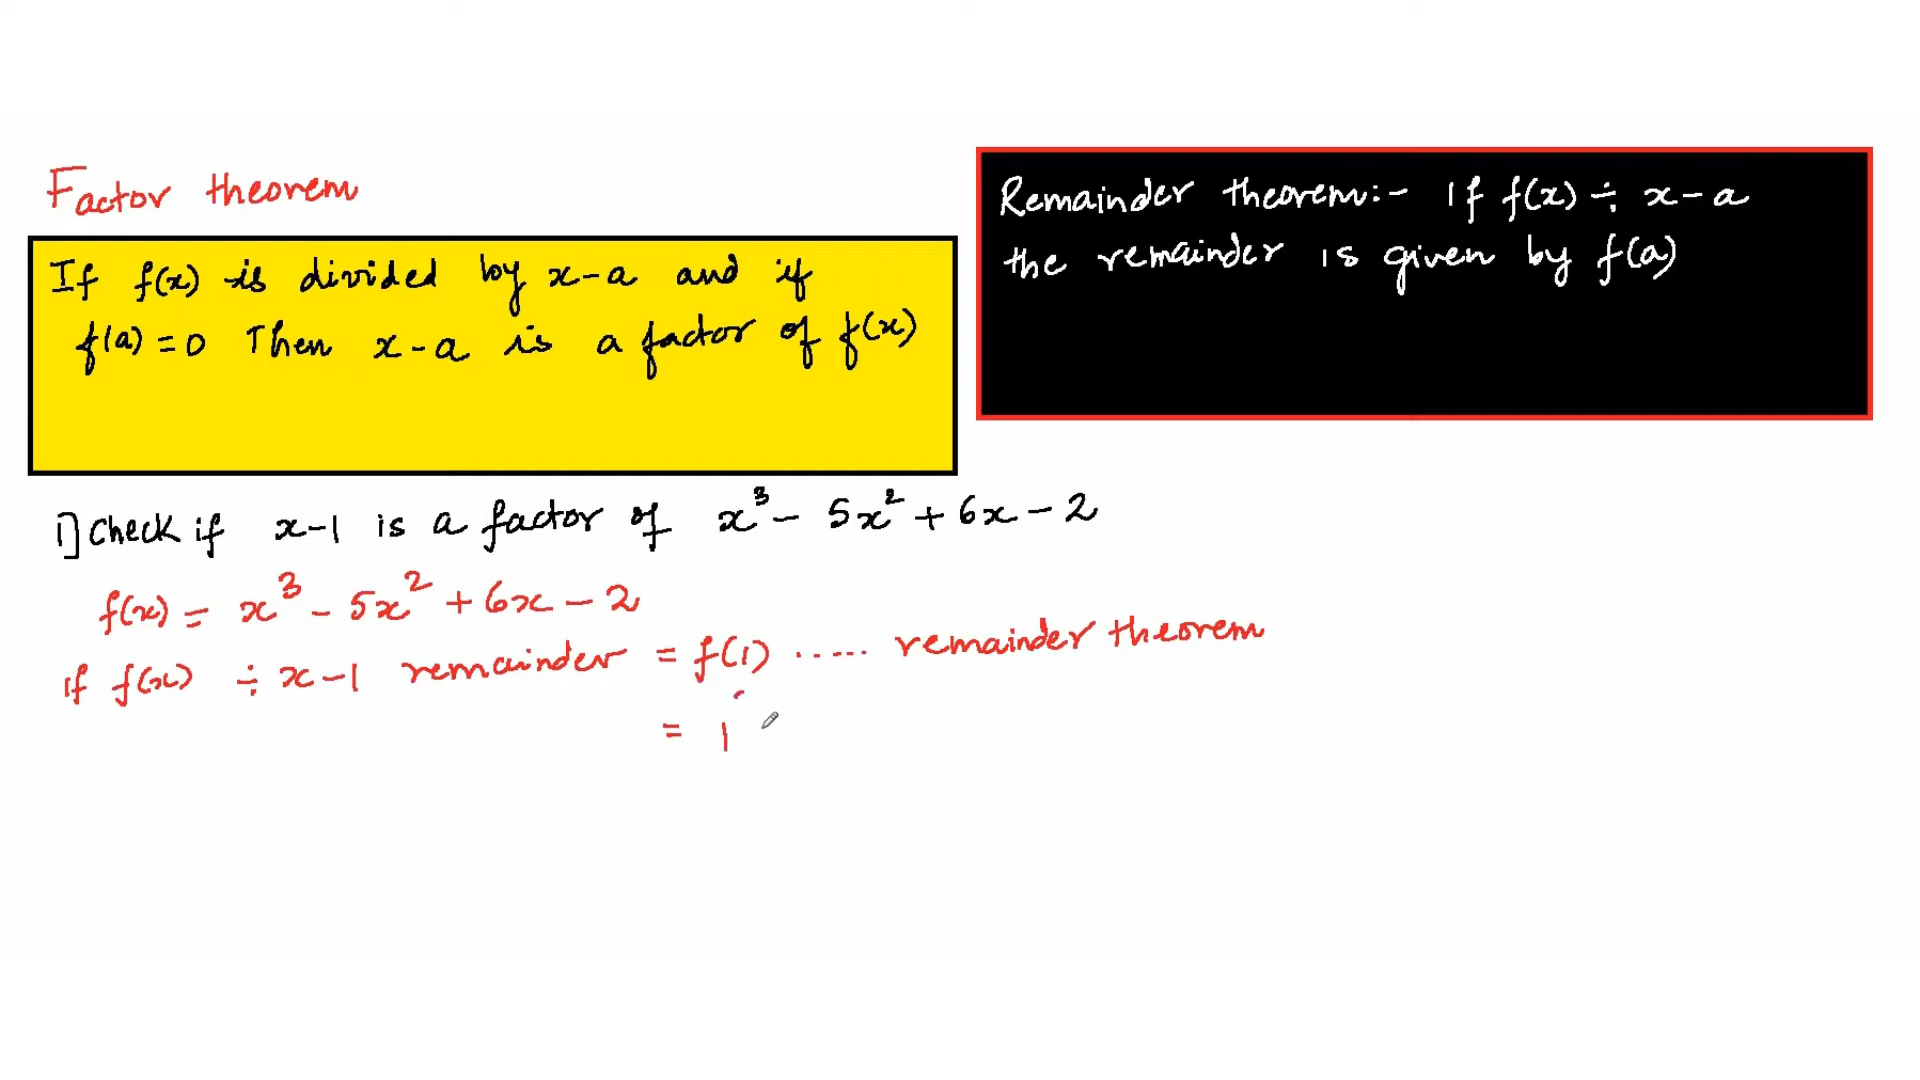 Factor theorem
If f(x) is divided by x-a and if
f(a) = 0 Then x-a is a factor of f(x)
Remainder theorem:- If f(x) ÷ x-a
the remainder is given by f(a)
1] Check if x-1 is a factor of x³ - 5x² + 6x - 2
f(x) = x³ - 5x² + 6x - 2
if f(x) ÷ x-1 remainder = f(1) ..... remainder theorem
= 1